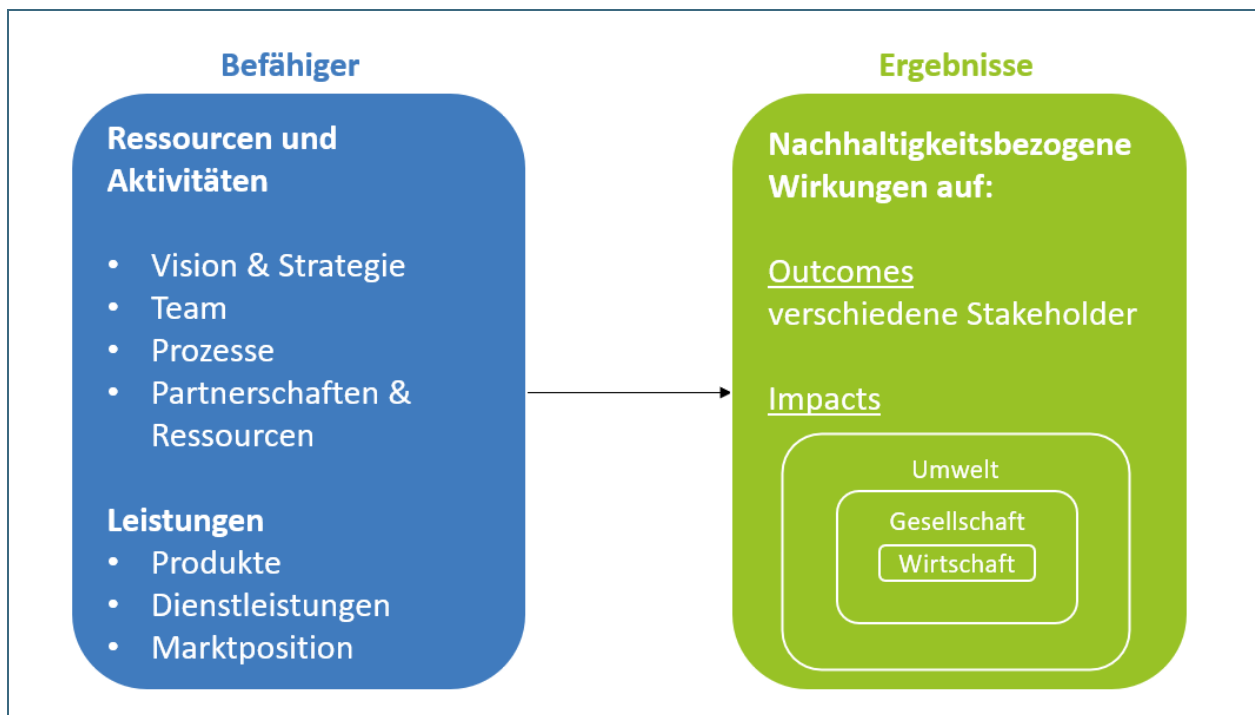 Befähiger
Ressourcen und
Aktivitäten
• Vision & Strategie
• Team
• Prozesse
• Partnerschaften &
Ressourcen
Leistungen
• Produkte
• Dienstleistungen
• Marktposition
Ergebnisse
Nachhaltigkeitsbezogene
Wirkungen auf:
Outcomes
verschiedene Stakeholder
Impacts
Umwelt
Gesellschaft
Wirtschaft